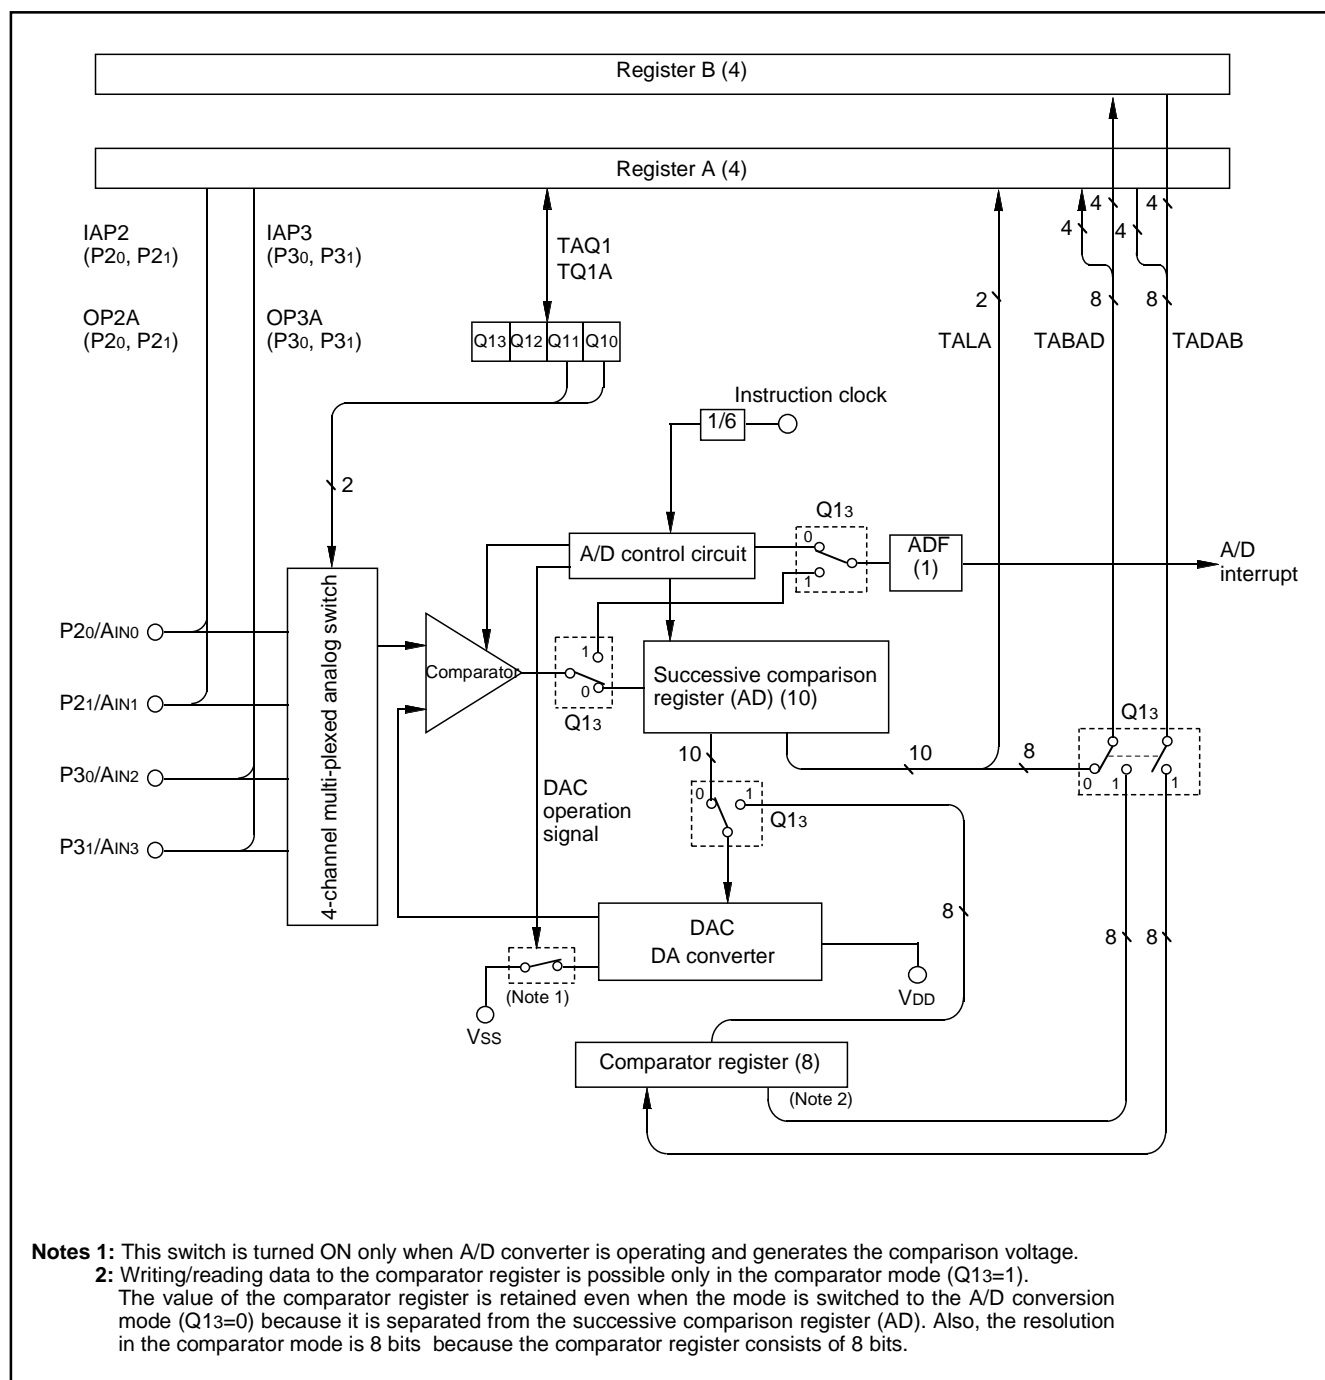 Register B (4)
Register A (4)
IAP2
(P20, P21)
IAP3
(P30, P31)
TAQ1
TQ1A
OP2A
(P20, P21)
OP3A
(P30, P31)
4
4
4
4
2
8
8
TALA
TABAD
TADAB
Q13 Q12 Q11 Q10
Instruction clock
1/6
2
Q13
0
1
A/D control circuit
ADF
(1)
A/D
interrupt
4-channel multi-plexed analog switch
P20/AIN0
P21/AIN1
P30/AIN2
P31/AIN3
Comparator
1
0
Q13
Successive comparison
register (AD) (10)
Q13
0
1
1
10
10
8
DAC
operation
signal
0
1
Q13
8
8
8
DAC
DA converter
(Note 1)
VSS
VDD
Comparator register (8)
(Note 2)
Notes 1: This switch is turned ON only when A/D converter is operating and generates the comparison voltage.
2: Writing/reading data to the comparator register is possible only in the comparator mode (Q13=1).
The value of the comparator register is retained even when the mode is switched to the A/D conversion
mode (Q13=0) because it is separated from the successive comparison register (AD). Also, the resolution
in the comparator mode is 8 bits because the comparator register consists of 8 bits.